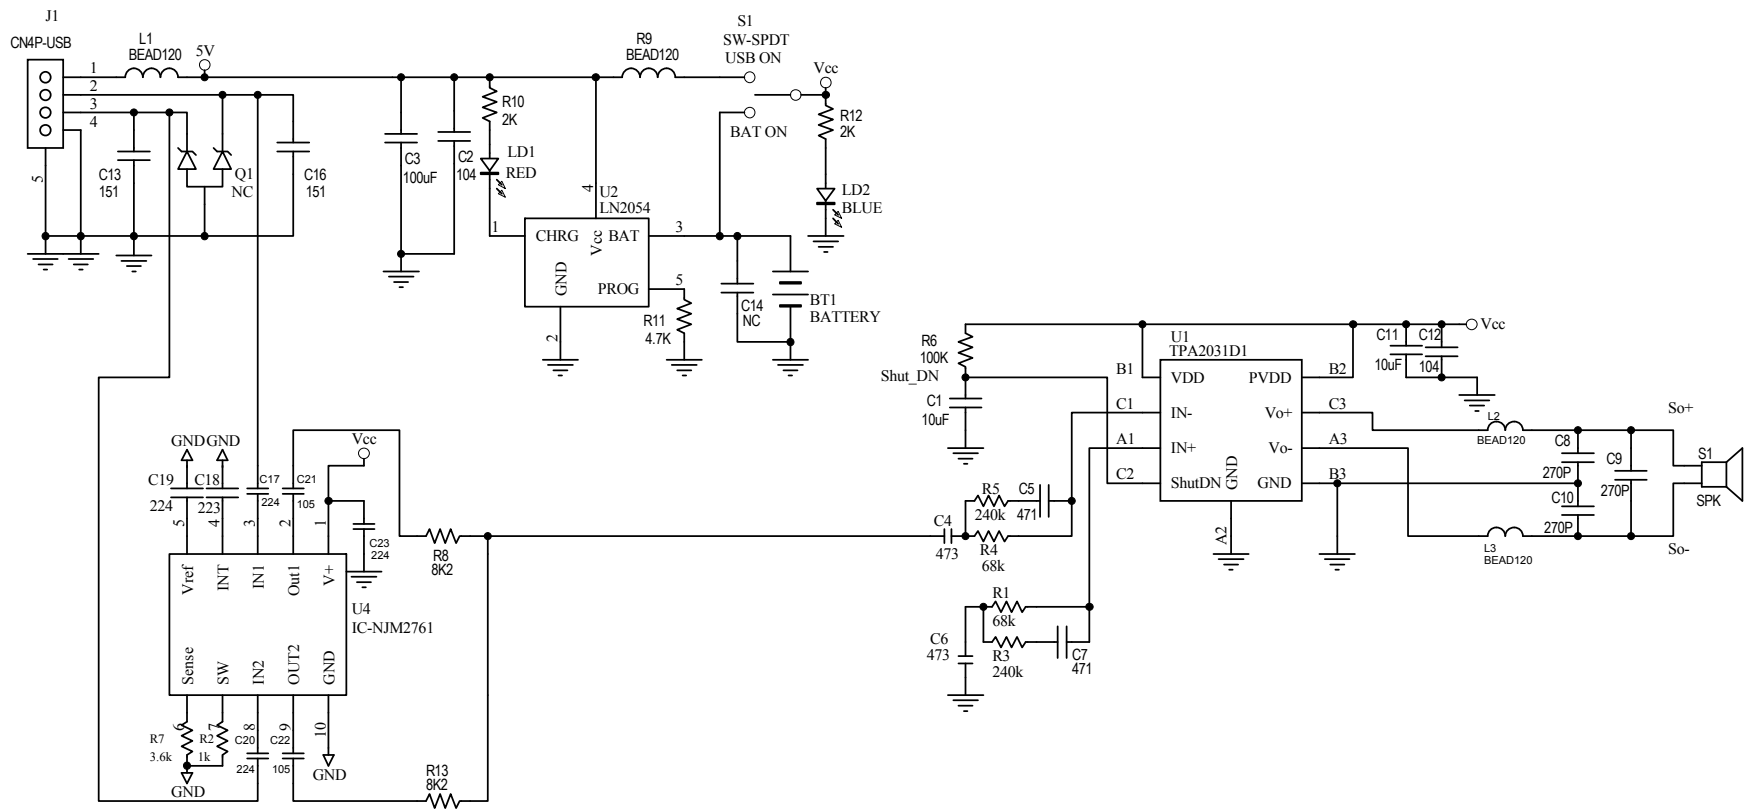 J1
CN4P-USB
1
2
3
4
5
L1
BEAD120
5V
C13
151
Q1
NC
C16
151
C3
100uF
C2
104
R10
2K
LD1
RED
R9
BEAD120
S1
SW-SPDT
USB ON
BAT ON
Vcc
R12
2K
LD2
BLUE
U2
LN2054
4
1
CHRG
Vcc
BAT
3
GND
PROG
5
2
R11
4.7K
C14
NC
BT1
BATTERY
R6
100K
Shut_DN
C1
10uF
U1
TPA2031D1
B1
VDD
PVDD
B2
C1
IN-
Vo+
C3
A1
IN+
Vo-
A3
C2
ShutDN
GND
GND
B3
A2
C11
10uF
C12
104
Vcc
L2
BEAD120
L3
BEAD120
C8
270P
C10
270P
C9
270P
So+
S1
SPK
So-
GND
GND
Vcc
C19
224
C18
223
C17
224
C21
105
C23
224
5
4
3
2
1
Vref
INT
IN1
Out1
V+
U4
IC-NJM2761
Sense
SW
IN2
OUT2
GND
6
7
8
9
10
R7
3.6k
R2
1k
C20
224
C22
105
GND
GND
R8
8K2
R13
8K2
C4
473
R5
240k
C5
471
R4
68k
R1
68k
C6
473
R3
240k
C7
471